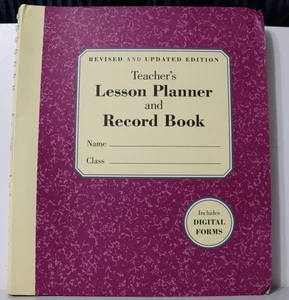 REVISED AND UPDATED EDITION
Teacher's
Lesson Planner
and
Record Book
Name
Class
Includes
DIGITAL
FORMS